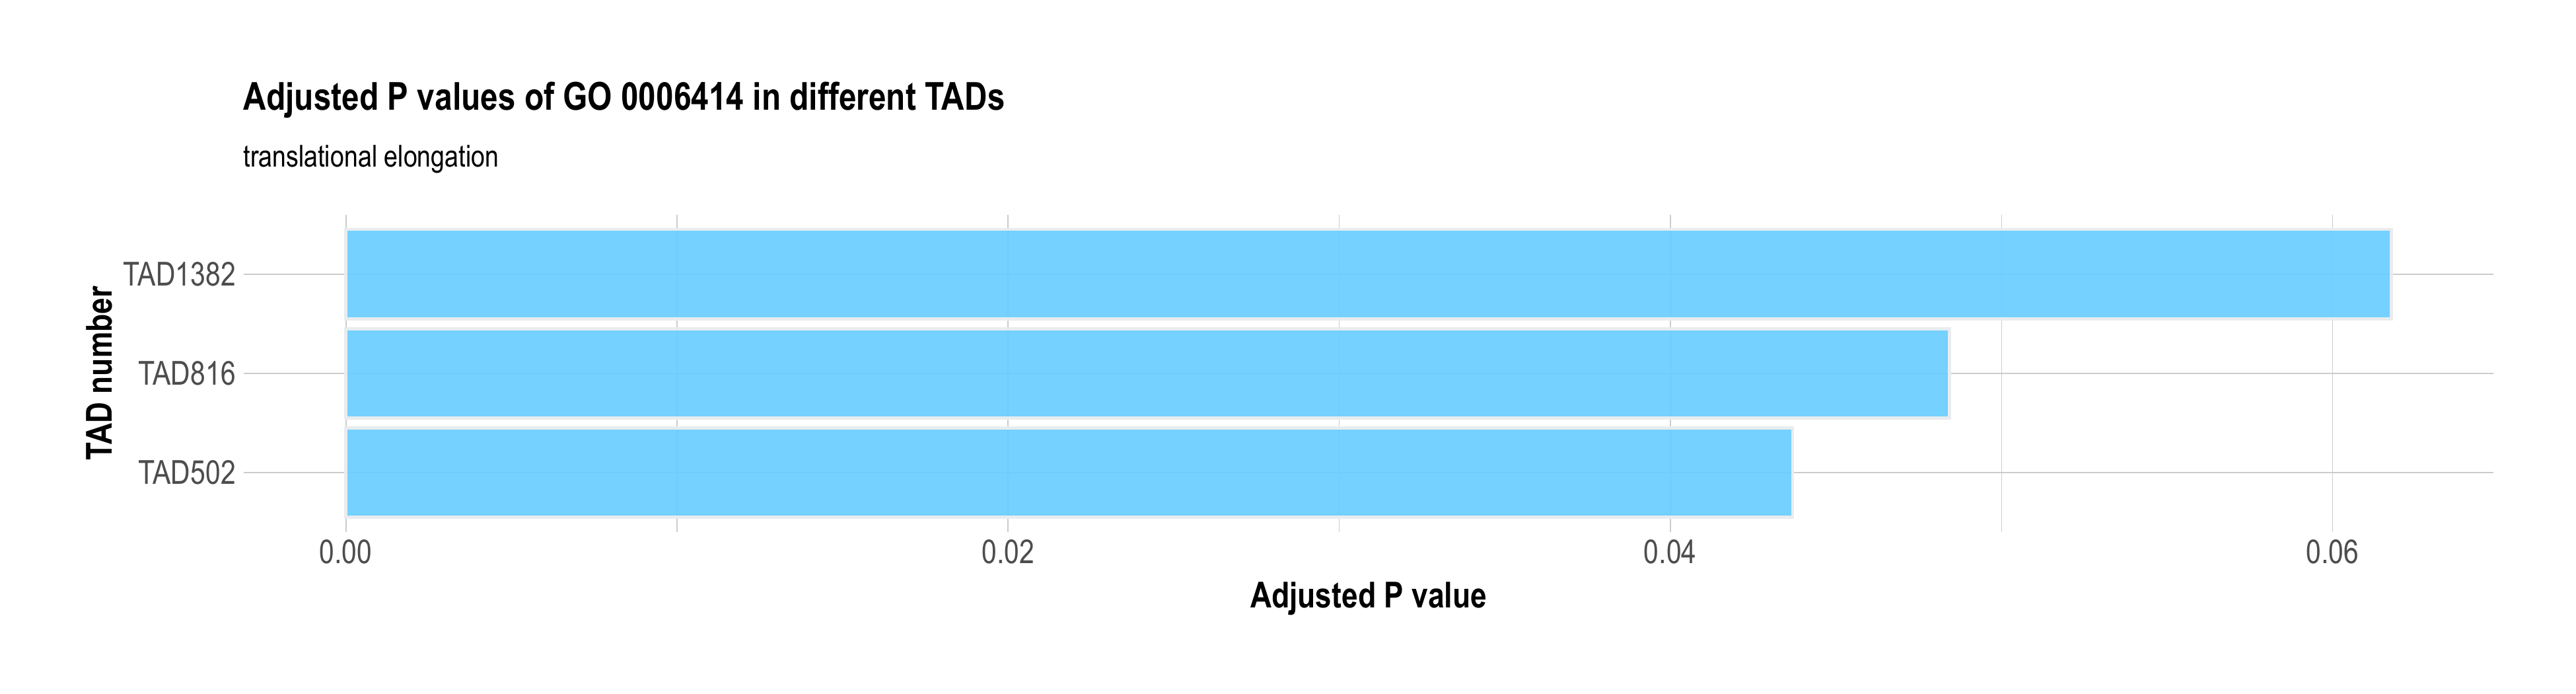 Adjusted P values of GO 0006414 in different TADs
translational elongation
TAD number
TAD1382
TAD816
TAD502
0.00 0.02 0.04 0.06
Adjusted P value